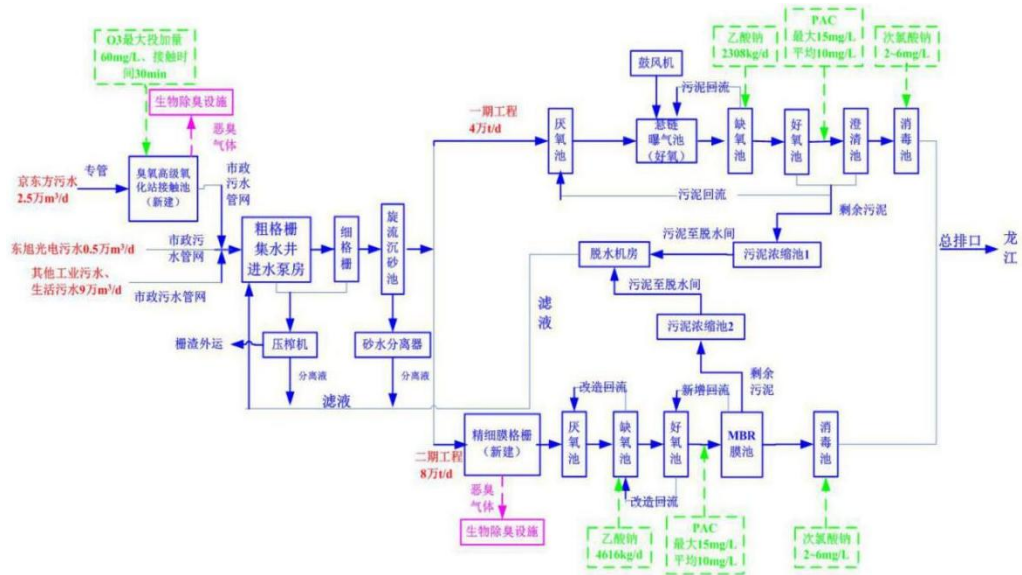 O3最大投加量
60mg/L、接触时
间30min
生物除臭设施
恶臭
气体
专管
京东方污水
2.5万m³/d
臭氧高级氧
化站接触池
（新建）
市政
污水
管网
东旭光电污水0.5万m³/d
市政污
水管网
其他工业污水、
生活污水9万m³/d
市政污水管网
粗格栅
集水井
进水泵房
细格栅
旋流沉砂池
栅渣外运
压榨机
砂水分离器
分离液
分离液
滤液
滤液
一期工程
4万t/d
厌氧池
鼓风机
悬链
曝气池
（好氧）
污泥回流
乙酸钠
2308kg/d
缺氧池
好氧池
PAC
最大15mg/L
平均10mg/L
澄清池
次氯酸钠
2~6mg/L
消毒池
污泥回流
剩余污泥
污泥至脱水间
脱水机房
污泥浓缩池1
污泥至脱水间
污泥浓缩池2
剩余
污泥
总排口
龙江
二期工程
8万t/d
精细膜格栅
（新建）
恶臭
气体
生物除臭设施
改造回流
厌氧池
缺氧池
好氧池
新增回流
MBR
膜池
消毒池
改造回流
乙酸钠
4616kg/d
PAC
最大15mg/L
平均10mg/L
次氯酸钠
2~6mg/L